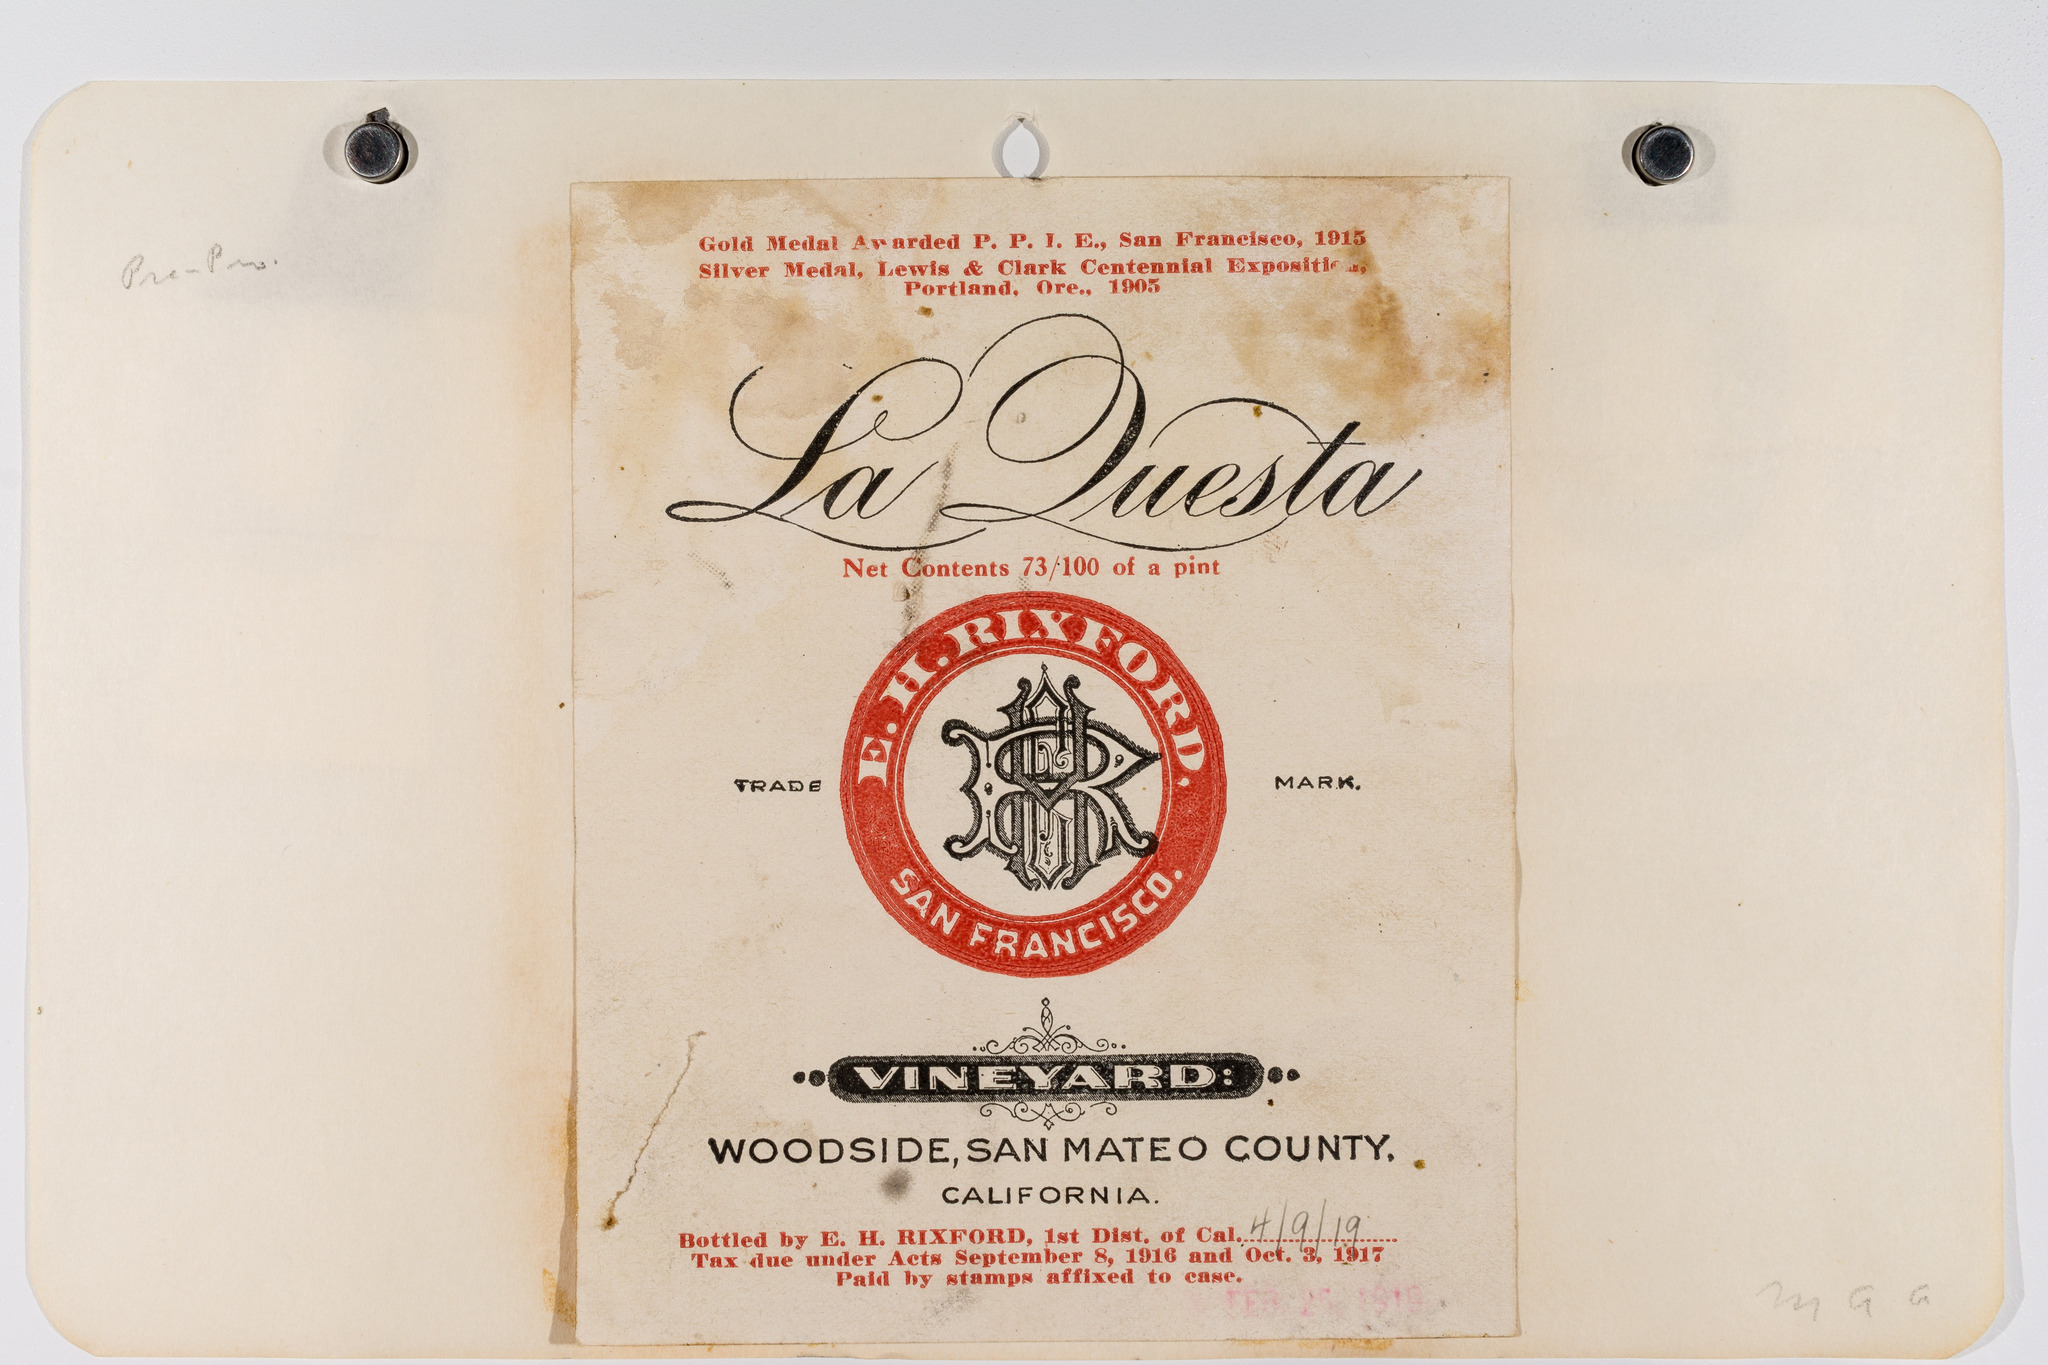 Pre-Pro.
Gold Medal Awarded P. P. I. E., San Francisco, 1915
Silver Medal, Lewis & Clark Centennial Exposition,
Portland, Ore., 1905
La Questa
Net Contents 73/100 of a pint
E. H. RIXFORD,
TRADE MARK.
SAN FRANCISCO.
VINEYARD:
WOODSIDE, SAN MATEO COUNTY,
CALIFORNIA.
Bottled by E. H. RIXFORD, 1st Dist. of Cal. 4/9/19
Tax due under Acts September 8, 1916 and Oct. 3, 1917
Paid by stamps affixed to case.
FEB 1919